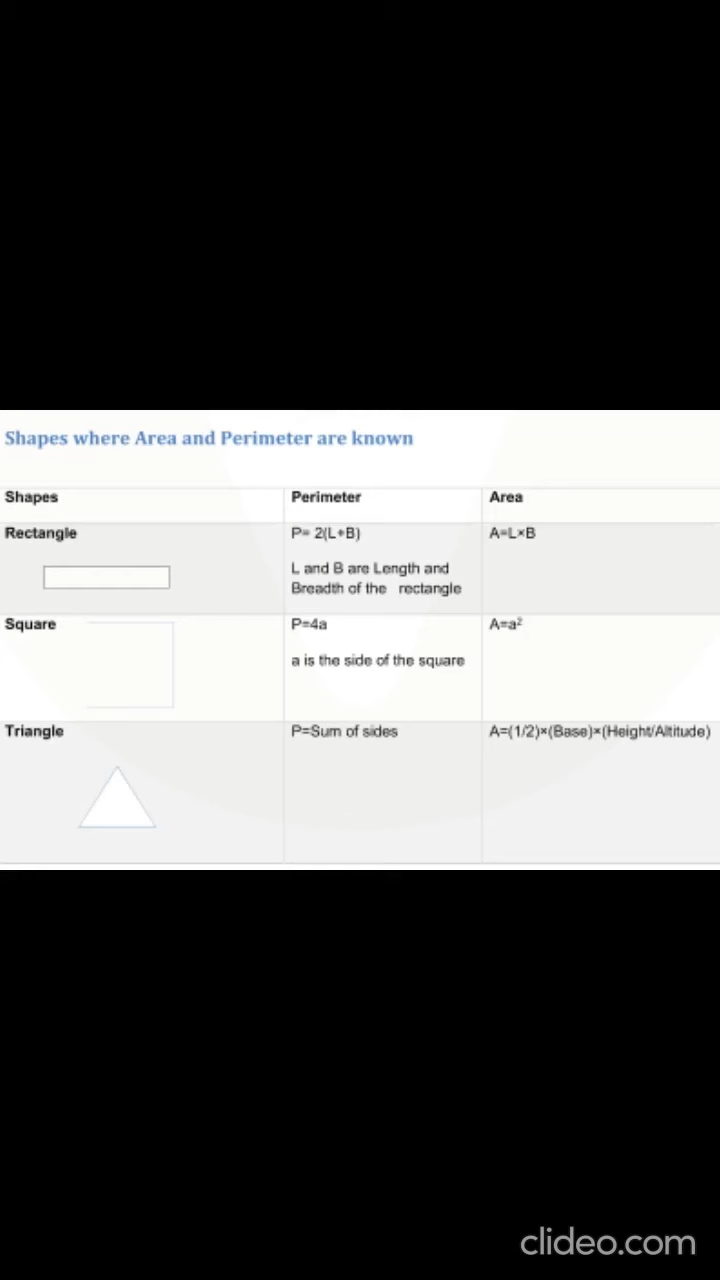 Shapes where Area and Perimeter are known
Shapes Perimeter Area
Rectangle P= 2(L+B) A=L×B
L and B are Length and
Breadth of the rectangle
Square P=4a A=a²
a is the side of the square
Triangle P=Sum of sides A=(1/2)×(Base)×(Height/Altitude)
clideo.com